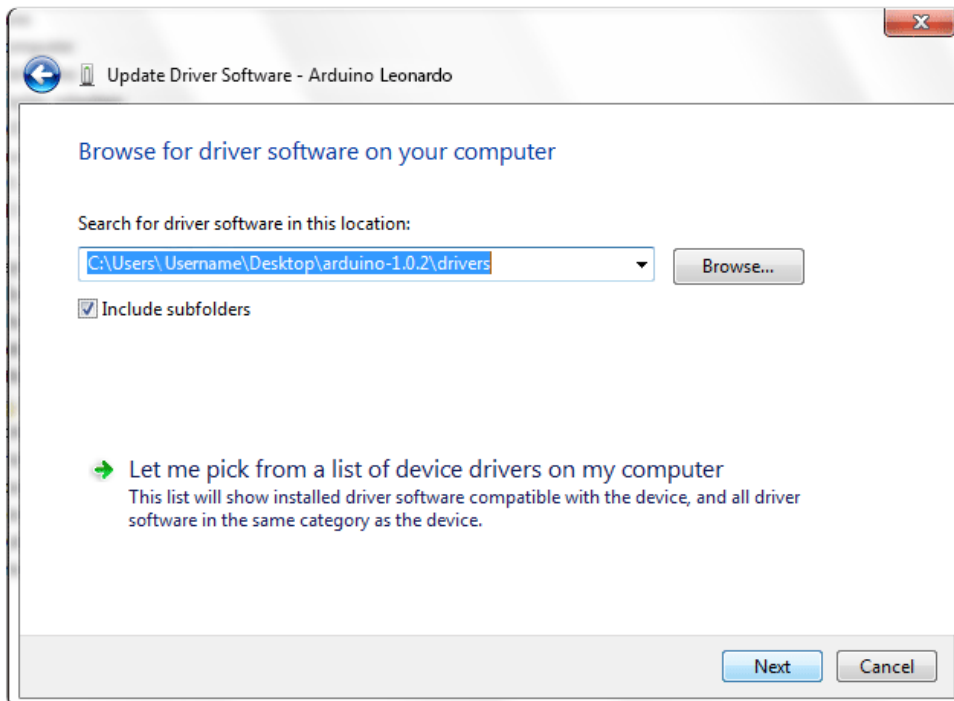 Update Driver Software - Arduino Leonardo
Browse for driver software on your computer
Search for driver software in this location:
C:\Users\Username\Desktop\arduino-1.0.2\drivers
Browse...
Include subfolders
Let me pick from a list of device drivers on my computer
This list will show installed driver software compatible with the device, and all driver
software in the same category as the device.
Next
Cancel